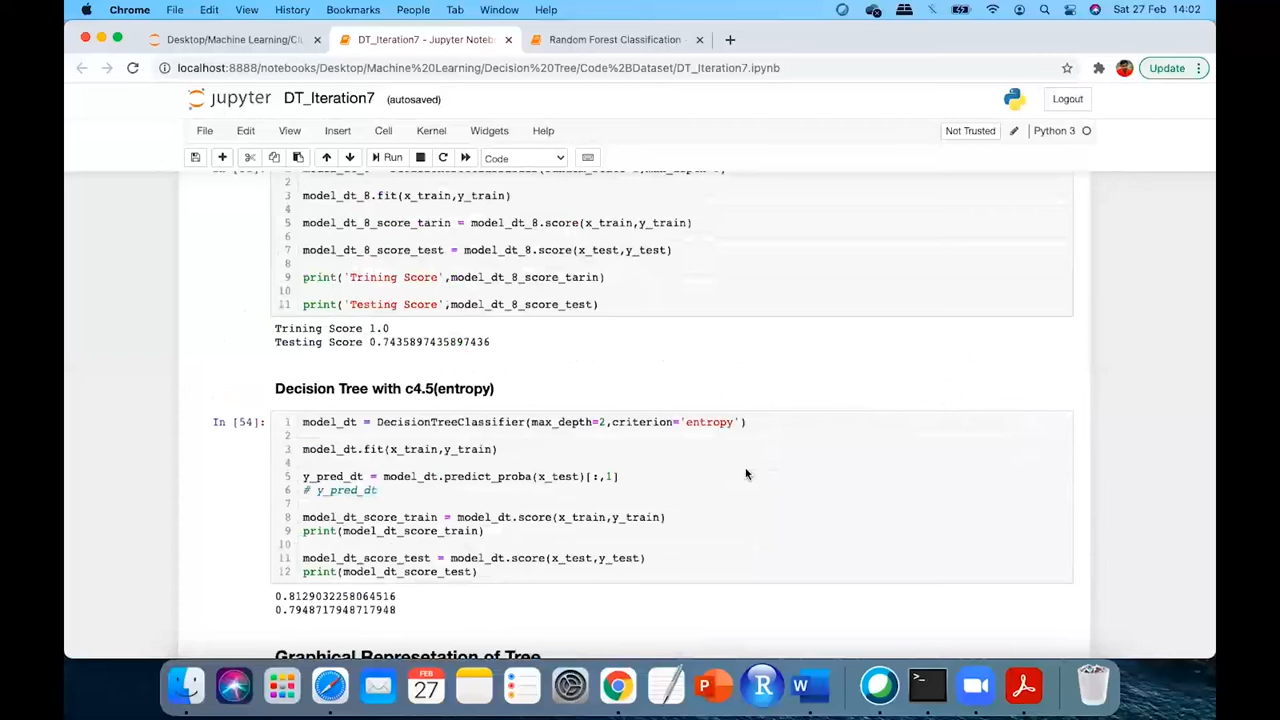 Chrome File Edit View History Bookmarks People Tab Window Help Sat 27 Feb 14:02
Desktop/Machine Learning/Cl DT_Iteration7 - Jupyter Noteb Random Forest Classification
localhost:8888/notebooks/Desktop/Machine%20Learning/Decision%20Tree/Code%2BDataset/DT_Iteration7.ipynb Update
jupyter DT_Iteration7 (autosaved) Logout
File Edit View Insert Cell Kernel Widgets Help Not Trusted Python 3
Run Code
2
3 model_dt_8.fit(x_train,y_train)
4
5 model_dt_8_score_tarin = model_dt_8.score(x_train,y_train)
6
7 model_dt_8_score_test = model_dt_8.score(x_test,y_test)
8
9 print('Trining Score',model_dt_8_score_tarin)
10
11 print('Testing Score',model_dt_8_score_test)
Trining Score 1.0
Testing Score 0.7435897435897436
Decision Tree with c4.5(entropy)
In [54]: 1 model_dt = DecisionTreeClassifier(max_depth=2,criterion='entropy')
2
3 model_dt.fit(x_train,y_train)
4
5 y_pred_dt = model_dt.predict_proba(x_test)[:,1]
6 # y_pred_dt
7
8 model_dt_score_train = model_dt.score(x_train,y_train)
9 print(model_dt_score_train)
10
11 model_dt_score_test = model_dt.score(x_test,y_test)
12 print(model_dt_score_test)
0.8129032258064516
0.7948717948717948
Graphical Represetation of Tree
FEB
27